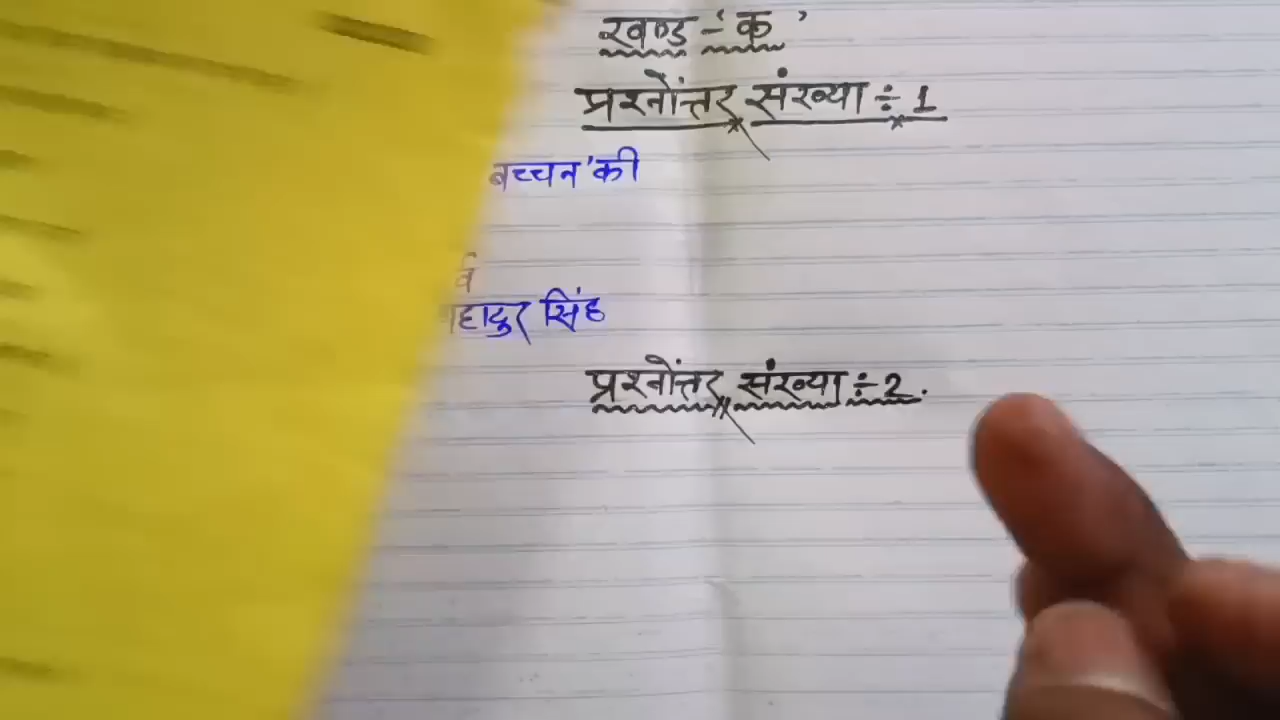 खण्ड - 'क'
प्रश्नोंत्तर संख्या ÷ 1
बच्चन' की
सिंह
प्रश्नोंत्तर संख्या ÷ 2.